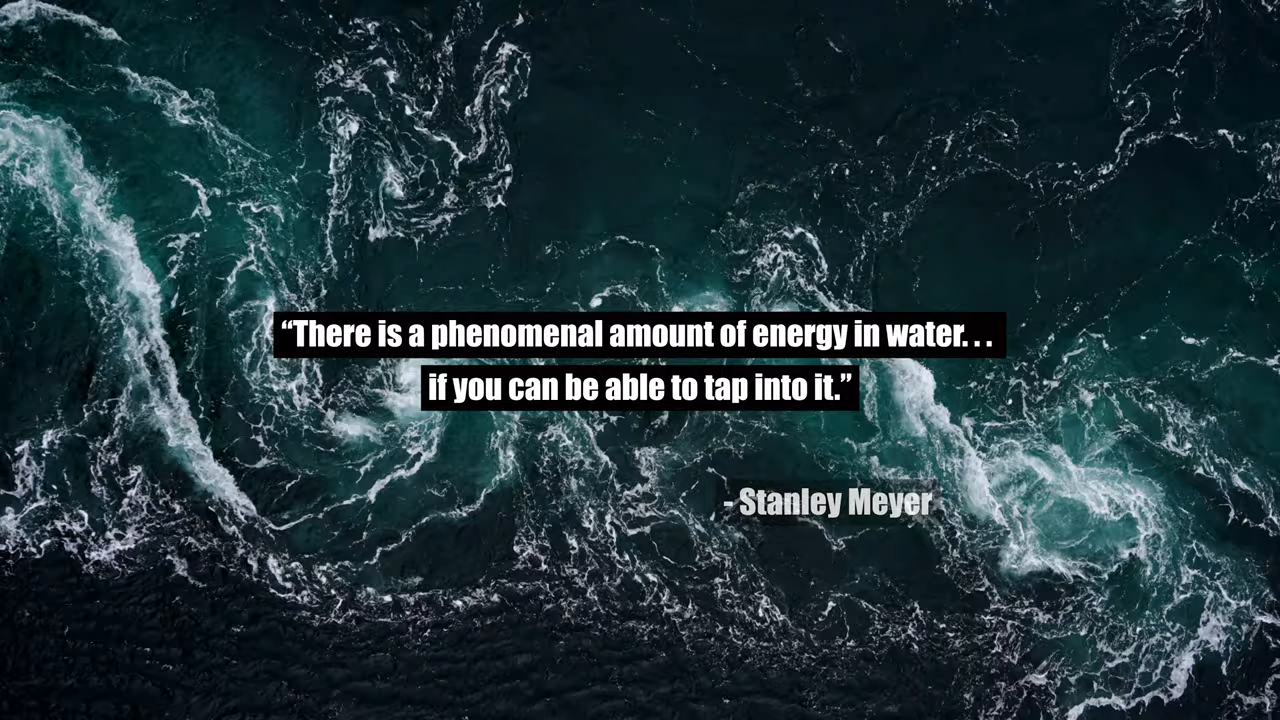 “There is a phenomenal amount of energy in water. . .
if you can be able to tap into it.”
- Stanley Meyer